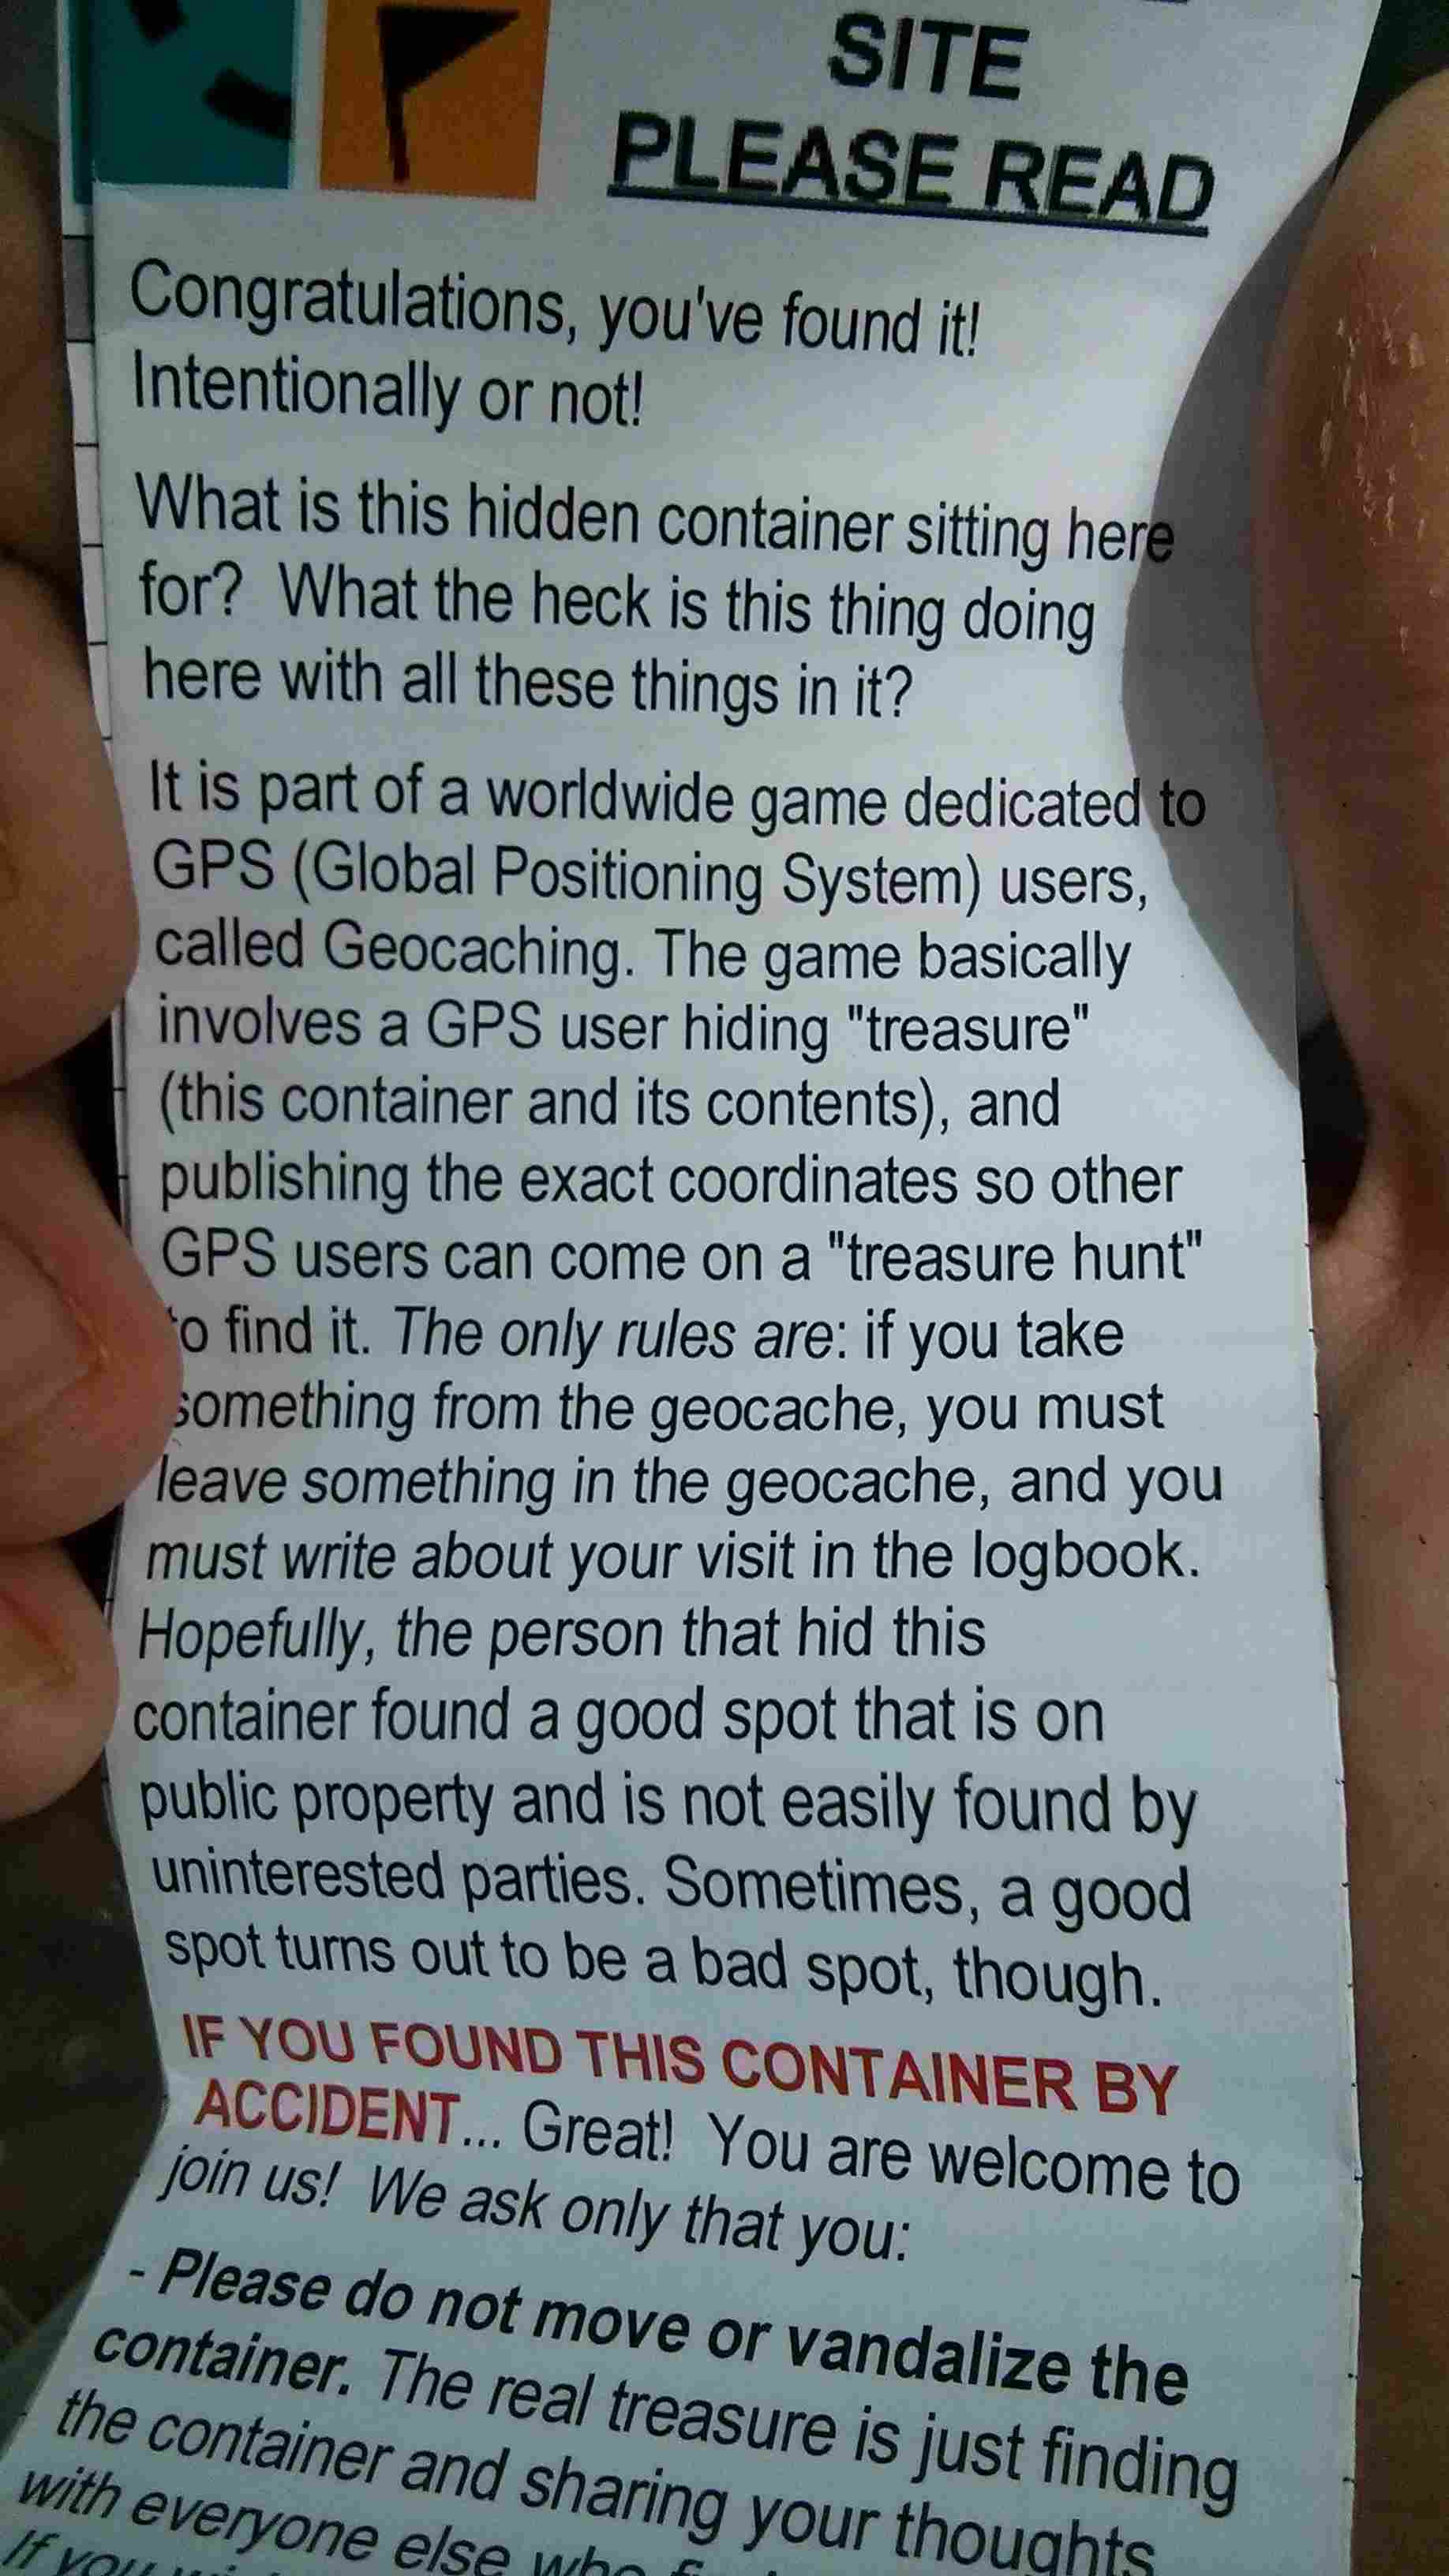 SITE
PLEASE READ
Congratulations, you've found it!
Intentionally or not!
What is this hidden container sitting here
for? What the heck is this thing doing
here with all these things in it?
It is part of a worldwide game dedicated to
GPS (Global Positioning System) users,
called Geocaching. The game basically
involves a GPS user hiding "treasure"
(this container and its contents), and
publishing the exact coordinates so other
GPS users can come on a "treasure hunt"
to find it. The only rules are: if you take
something from the geocache, you must
leave something in the geocache, and you
must write about your visit in the logbook.
Hopefully, the person that hid this
container found a good spot that is on
public property and is not easily found by
uninterested parties. Sometimes, a good
spot turns out to be a bad spot, though.
IF YOU FOUND THIS CONTAINER BY
ACCIDENT... Great! You are welcome to
join us! We ask only that you:
- Please do not move or vandalize the
container. The real treasure is just finding
the container and sharing your thoughts
with everyone else who
If you